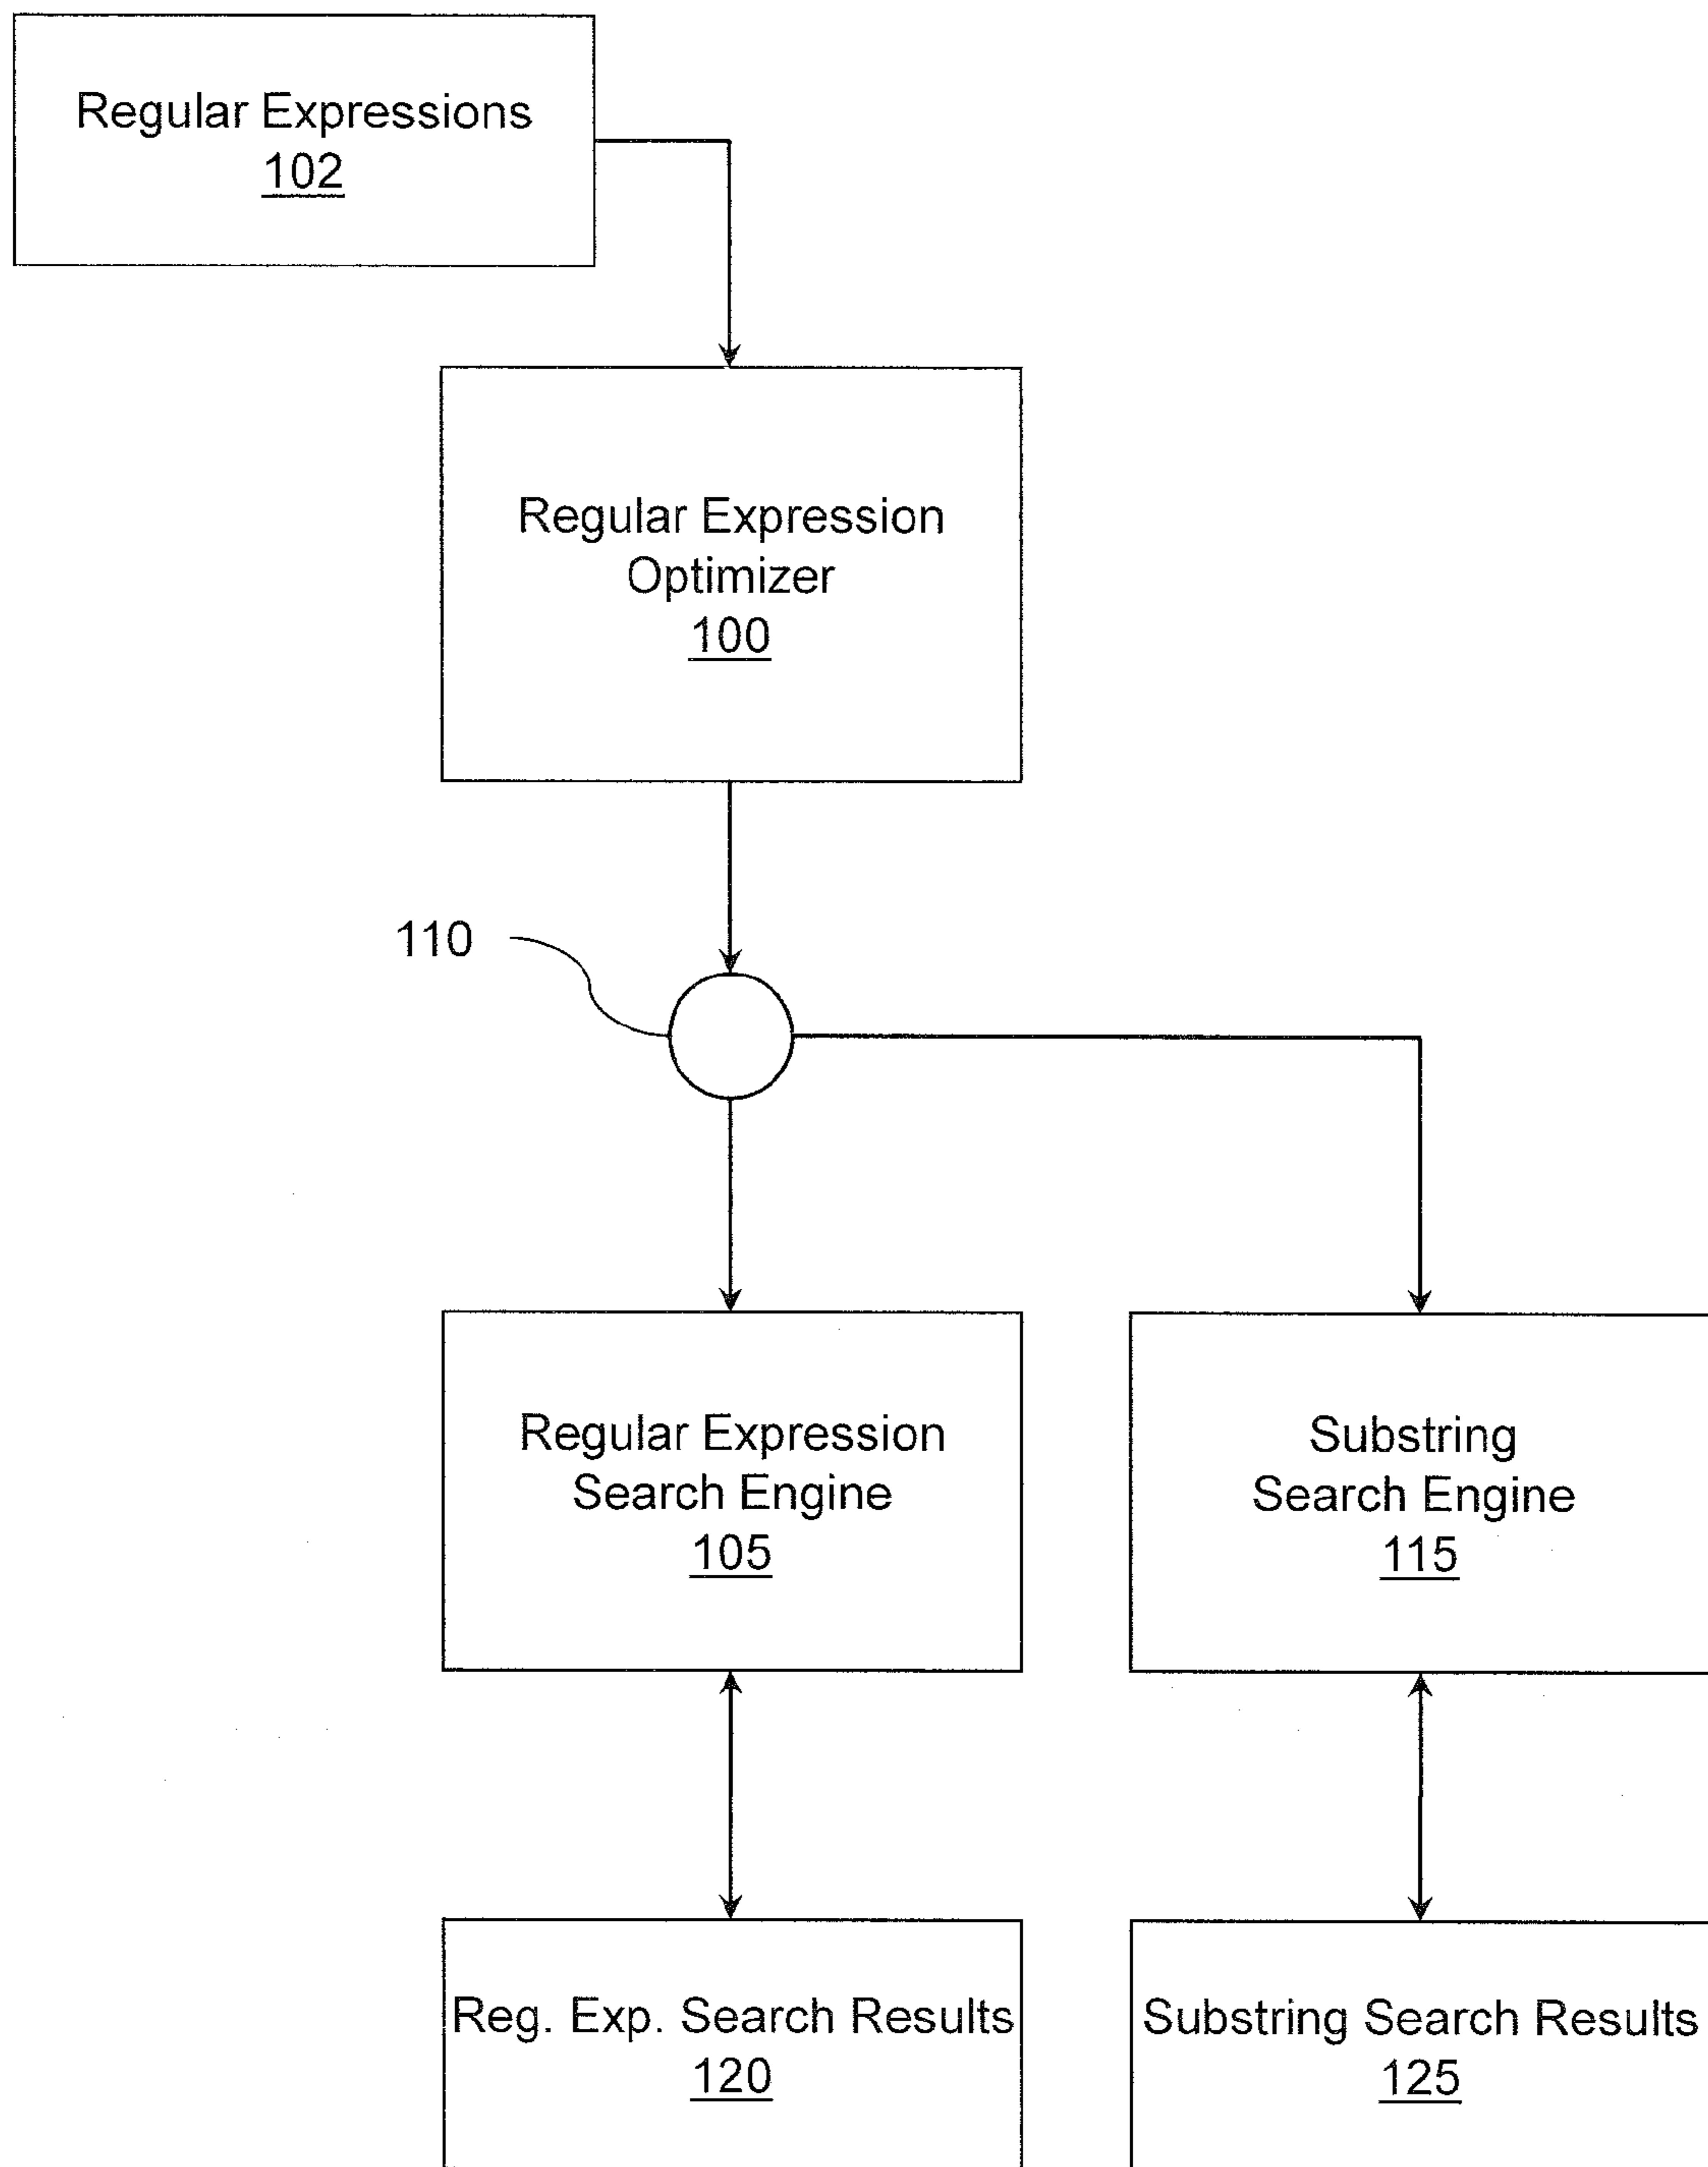 Regular Expressions
102
Regular Expression
Optimizer
100
110
Regular Expression
Search Engine
105
Substring
Search Engine
115
Reg. Exp. Search Results
120
Substring Search Results
125